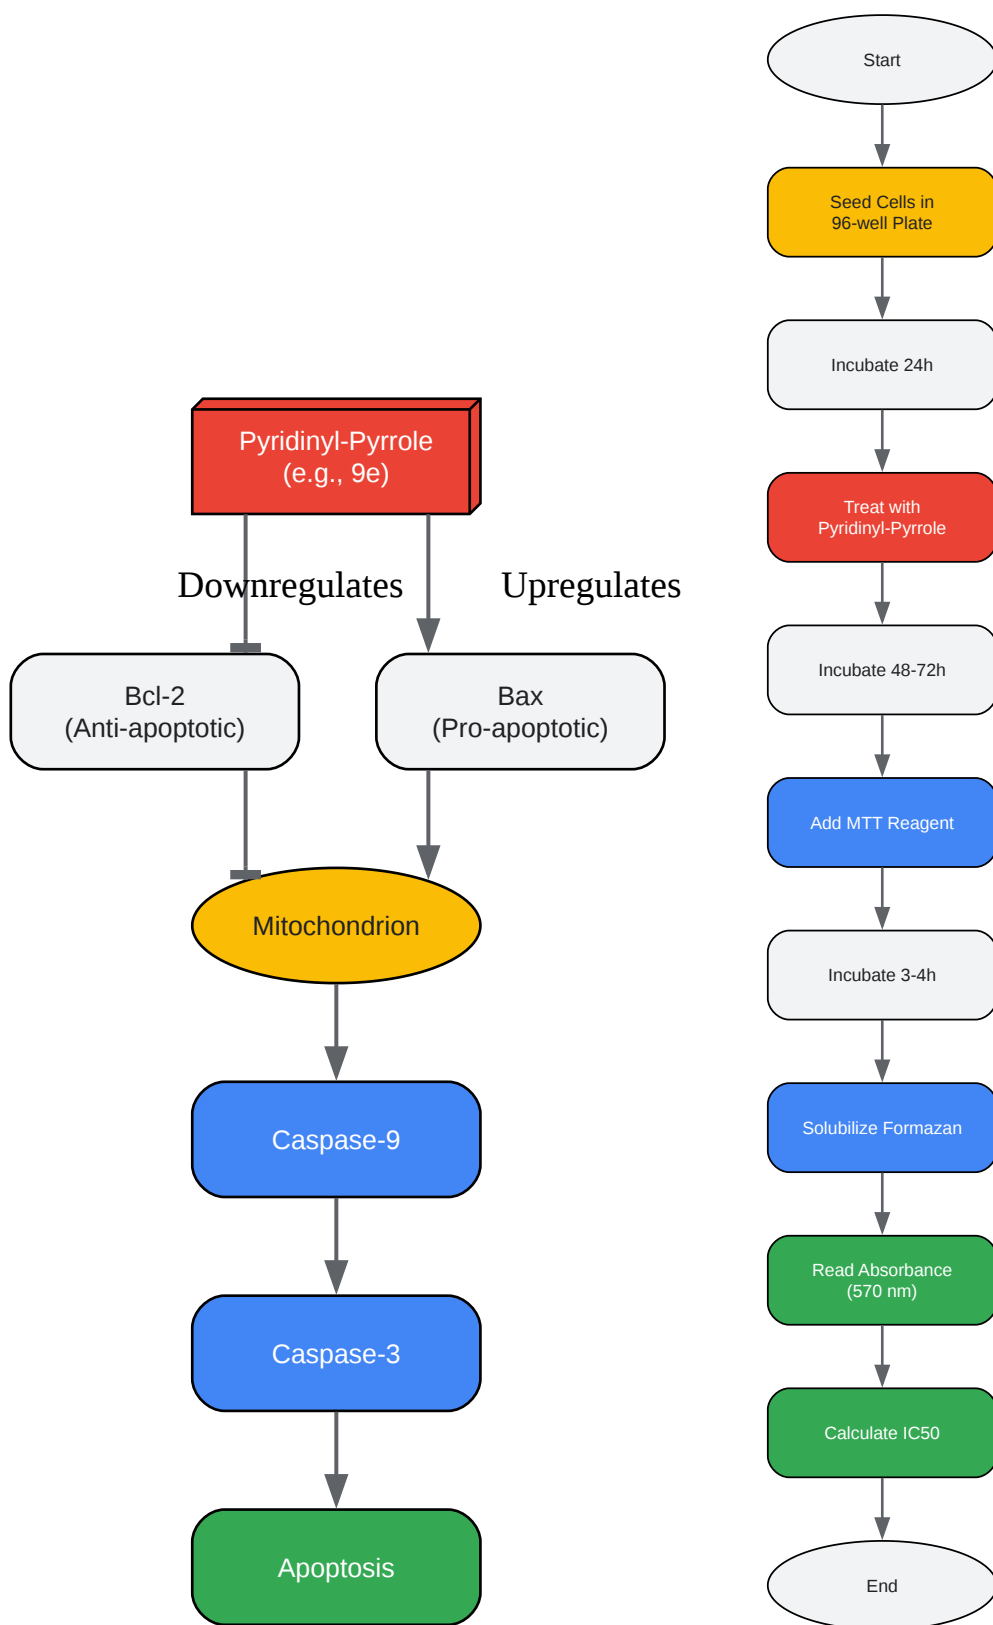 Pyridinyl-Pyrrole
(e.g., 9e)
Downregulates
Upregulates
Bcl-2
(Anti-apoptotic)
Bax
(Pro-apoptotic)
Mitochondrion
Caspase-9
Caspase-3
Apoptosis
Start
Seed Cells in
96-well Plate
Incubate 24h
Treat with
Pyridinyl-Pyrrole
Incubate 48-72h
Add MTT Reagent
Incubate 3-4h
Solubilize Formazan
Read Absorbance
(570 nm)
Calculate IC50
End